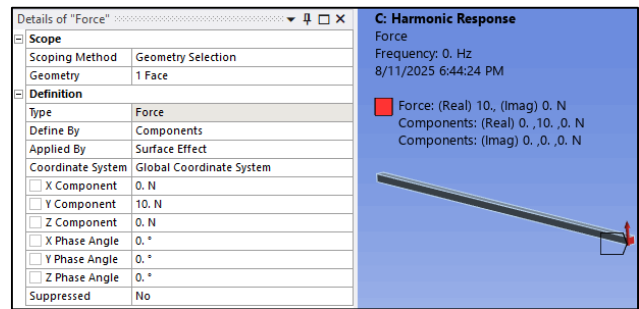 Details of "Force"
Scope
Scoping Method Geometry Selection
Geometry 1 Face
Definition
Type Force
Define By Components
Applied By Surface Effect
Coordinate System Global Coordinate System
X Component 0. N
Y Component 10. N
Z Component 0. N
X Phase Angle 0. °
Y Phase Angle 0. °
Z Phase Angle 0. °
Suppressed No
C: Harmonic Response
Force
Frequency: 0. Hz
8/11/2025 6:44:24 PM
Force: (Real) 10., (Imag) 0. N
Components: (Real) 0. ,10. ,0. N
Components: (Imag) 0. ,0. ,0. N